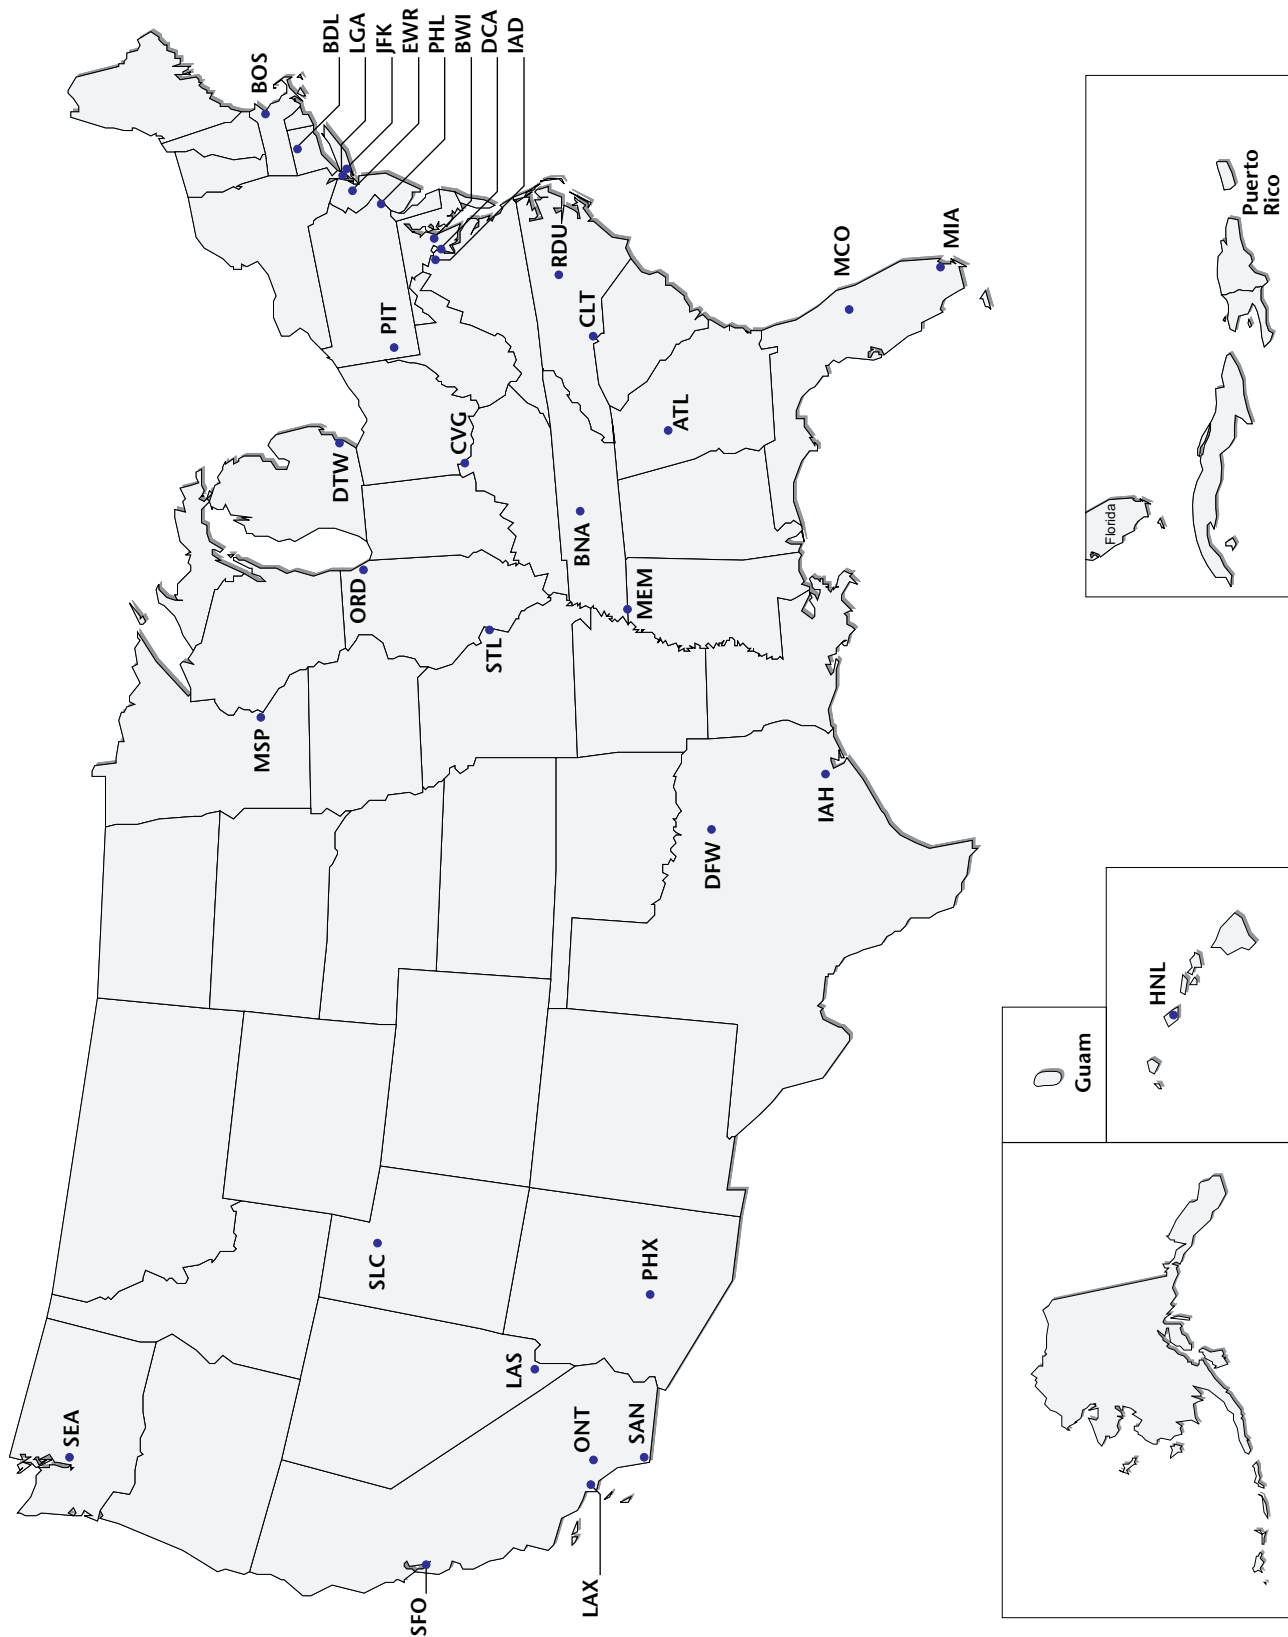 SEA
SFO
LAX
ONT
SAN
LAS
SLC
PHX
MSP
DFW
IAH
STL
ORD
MEM
BNA
DTW
CVG
ATL
PIT
CLT
RDU
MCO
MIA
BOS
BDL
LGA
JFK
EWR
PHL
BWI
DCA
IAD
Guam
HNL
Florida
Puerto
Rico